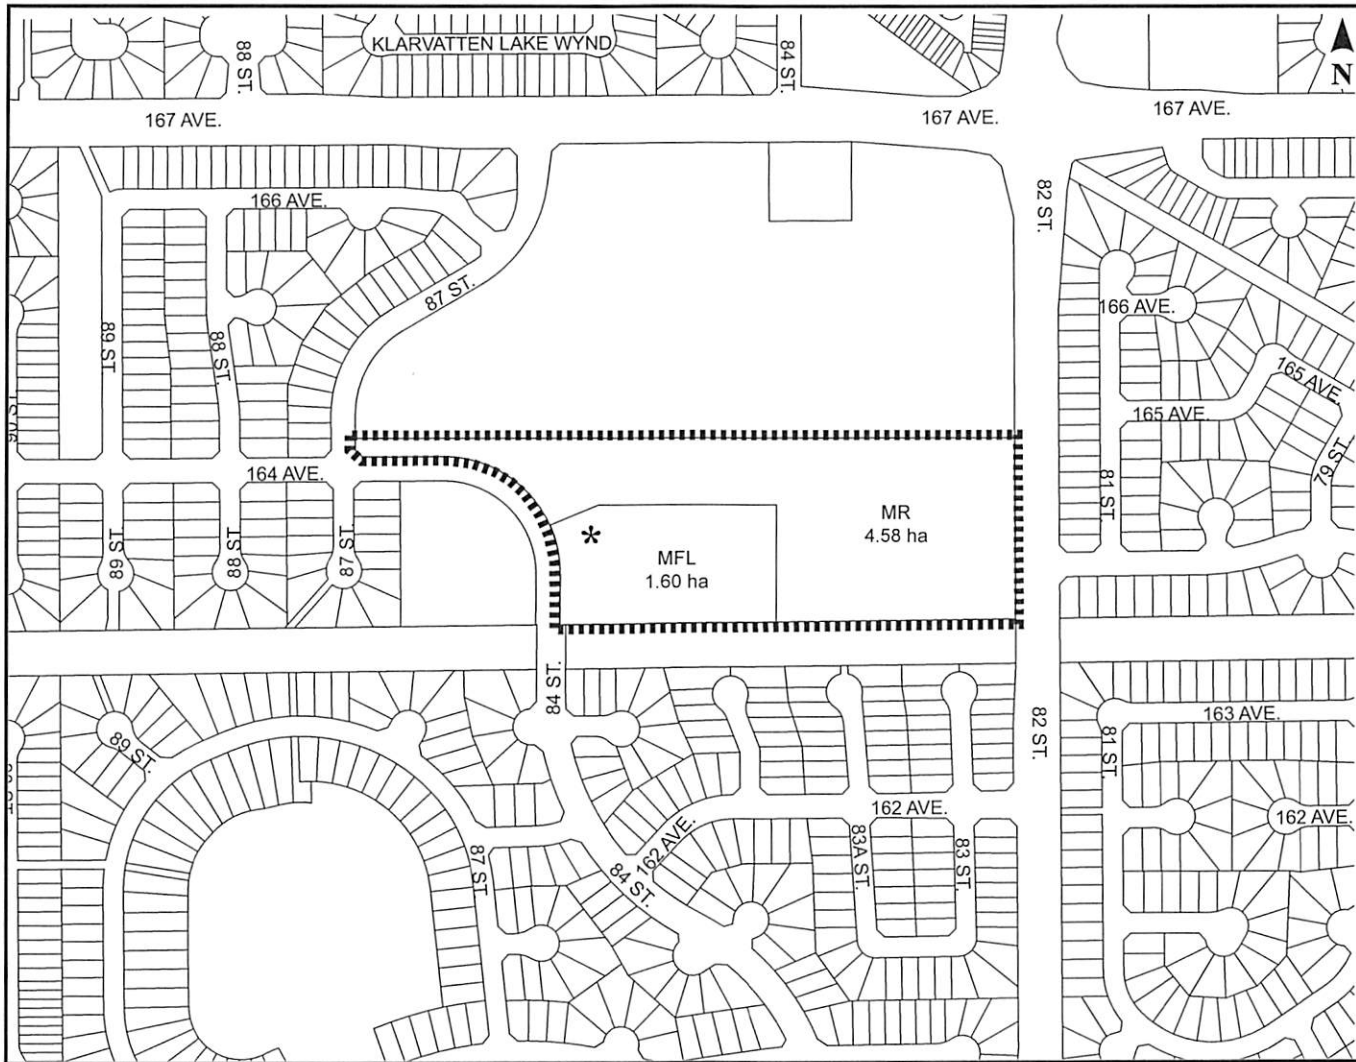 KLARVATTEN LAKE WYND
88 ST.
84 ST.
N
167 AVE.
167 AVE.
167 AVE.
166 AVE.
82 ST.
87 ST.
166 AVE.
89 ST
88 ST.
165 AVE.
165 AVE.
79 ST.
164 AVE.
81 ST.
MR
4.58 ha
*
MFL
1.60 ha
89 ST.
88 ST.
87 ST.
84 ST.
82 ST.
163 AVE.
89 ST.
81 ST.
162 AVE.
162 AVE.
162 AVE.
87 ST
84 ST.
83A ST.
83 ST.